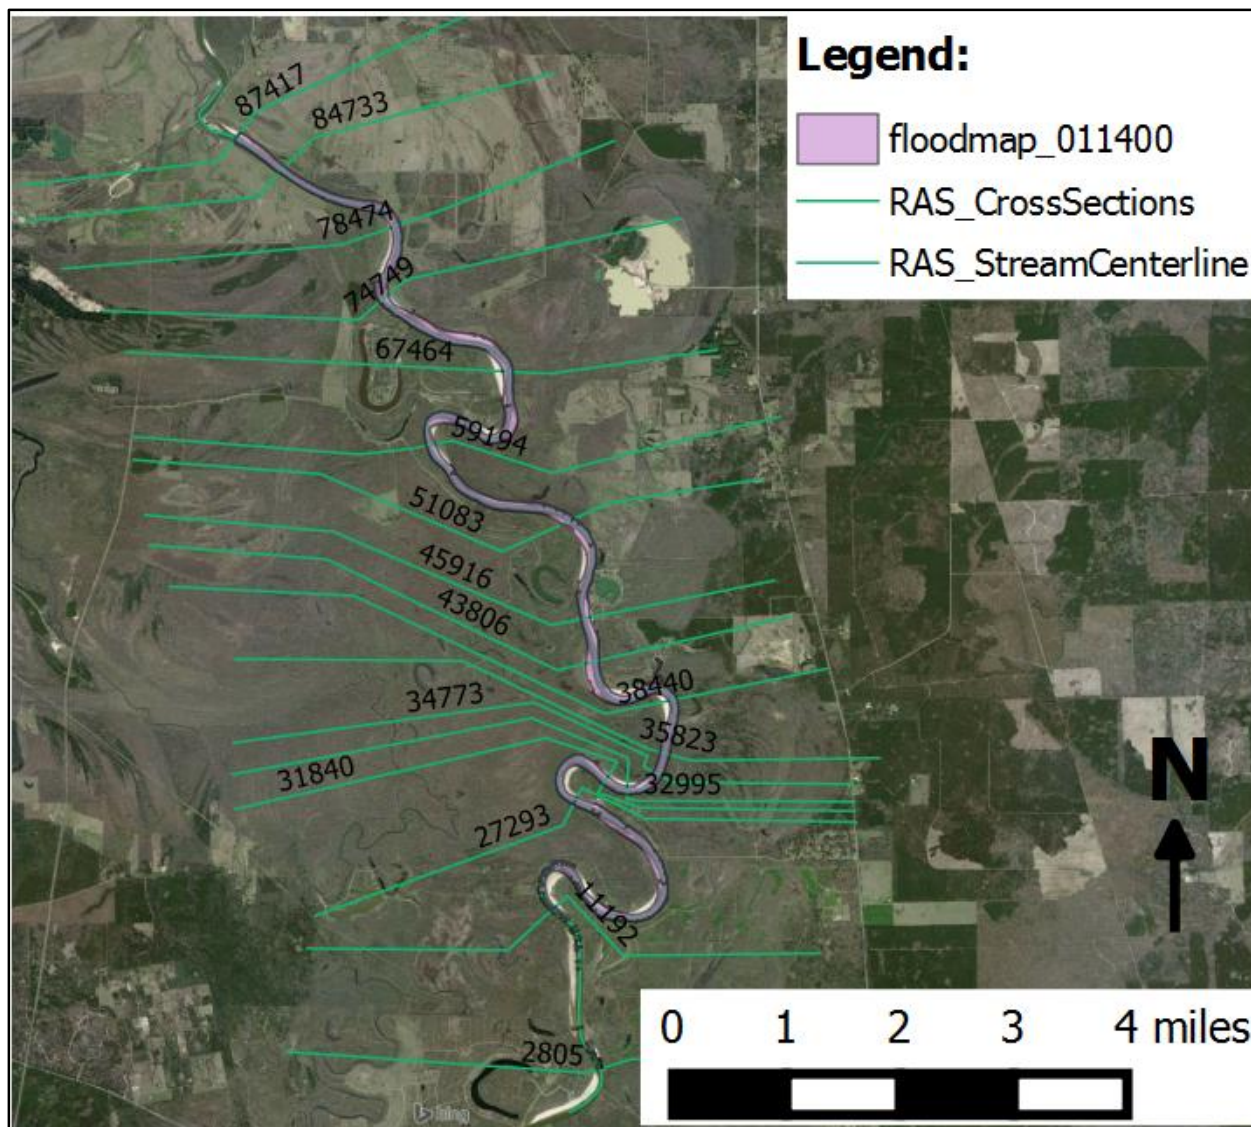 Legend:
floodmap_011400
RAS_CrossSections
RAS_StreamCenterline
87417
84733
78474
74749
67464
59194
51083
45916
43806
38440
34773
35823
32995
31840
27293
11192
2805
N
0 1 2 3 4 miles
bing